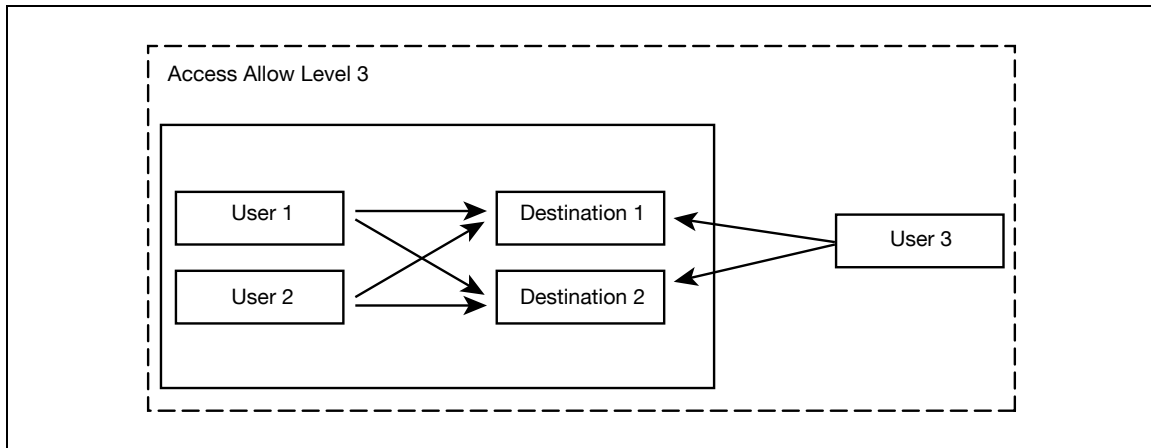 Access Allow Level 3
User 1
Destination 1
User 3
User 2
Destination 2